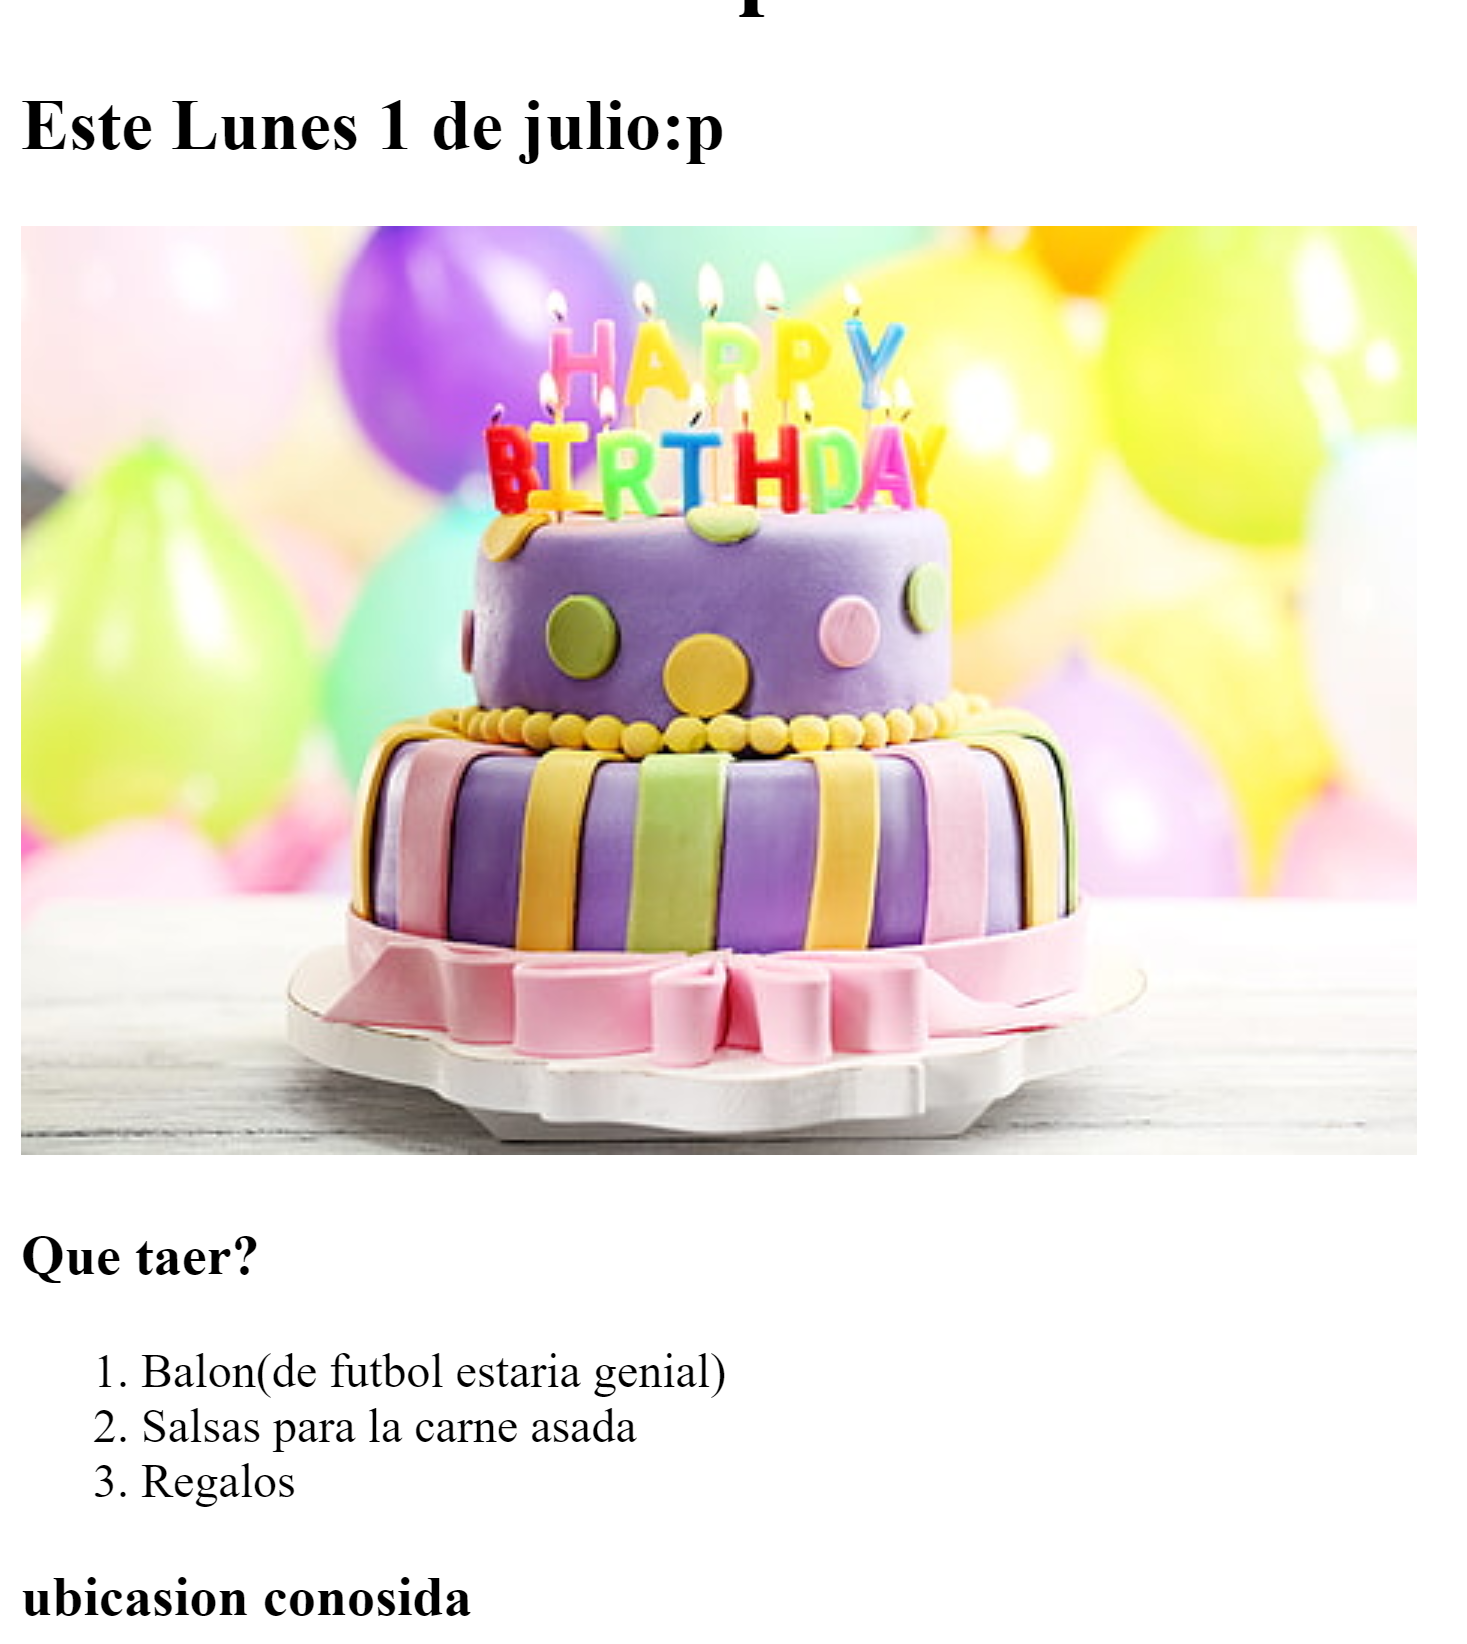 Este Lunes 1 de julio:p
HAPPY
BIRTHDAY
Que taer?
1. Balon(de futbol estaria genial)
2. Salsas para la carne asada
3. Regalos
ubicasion conosida